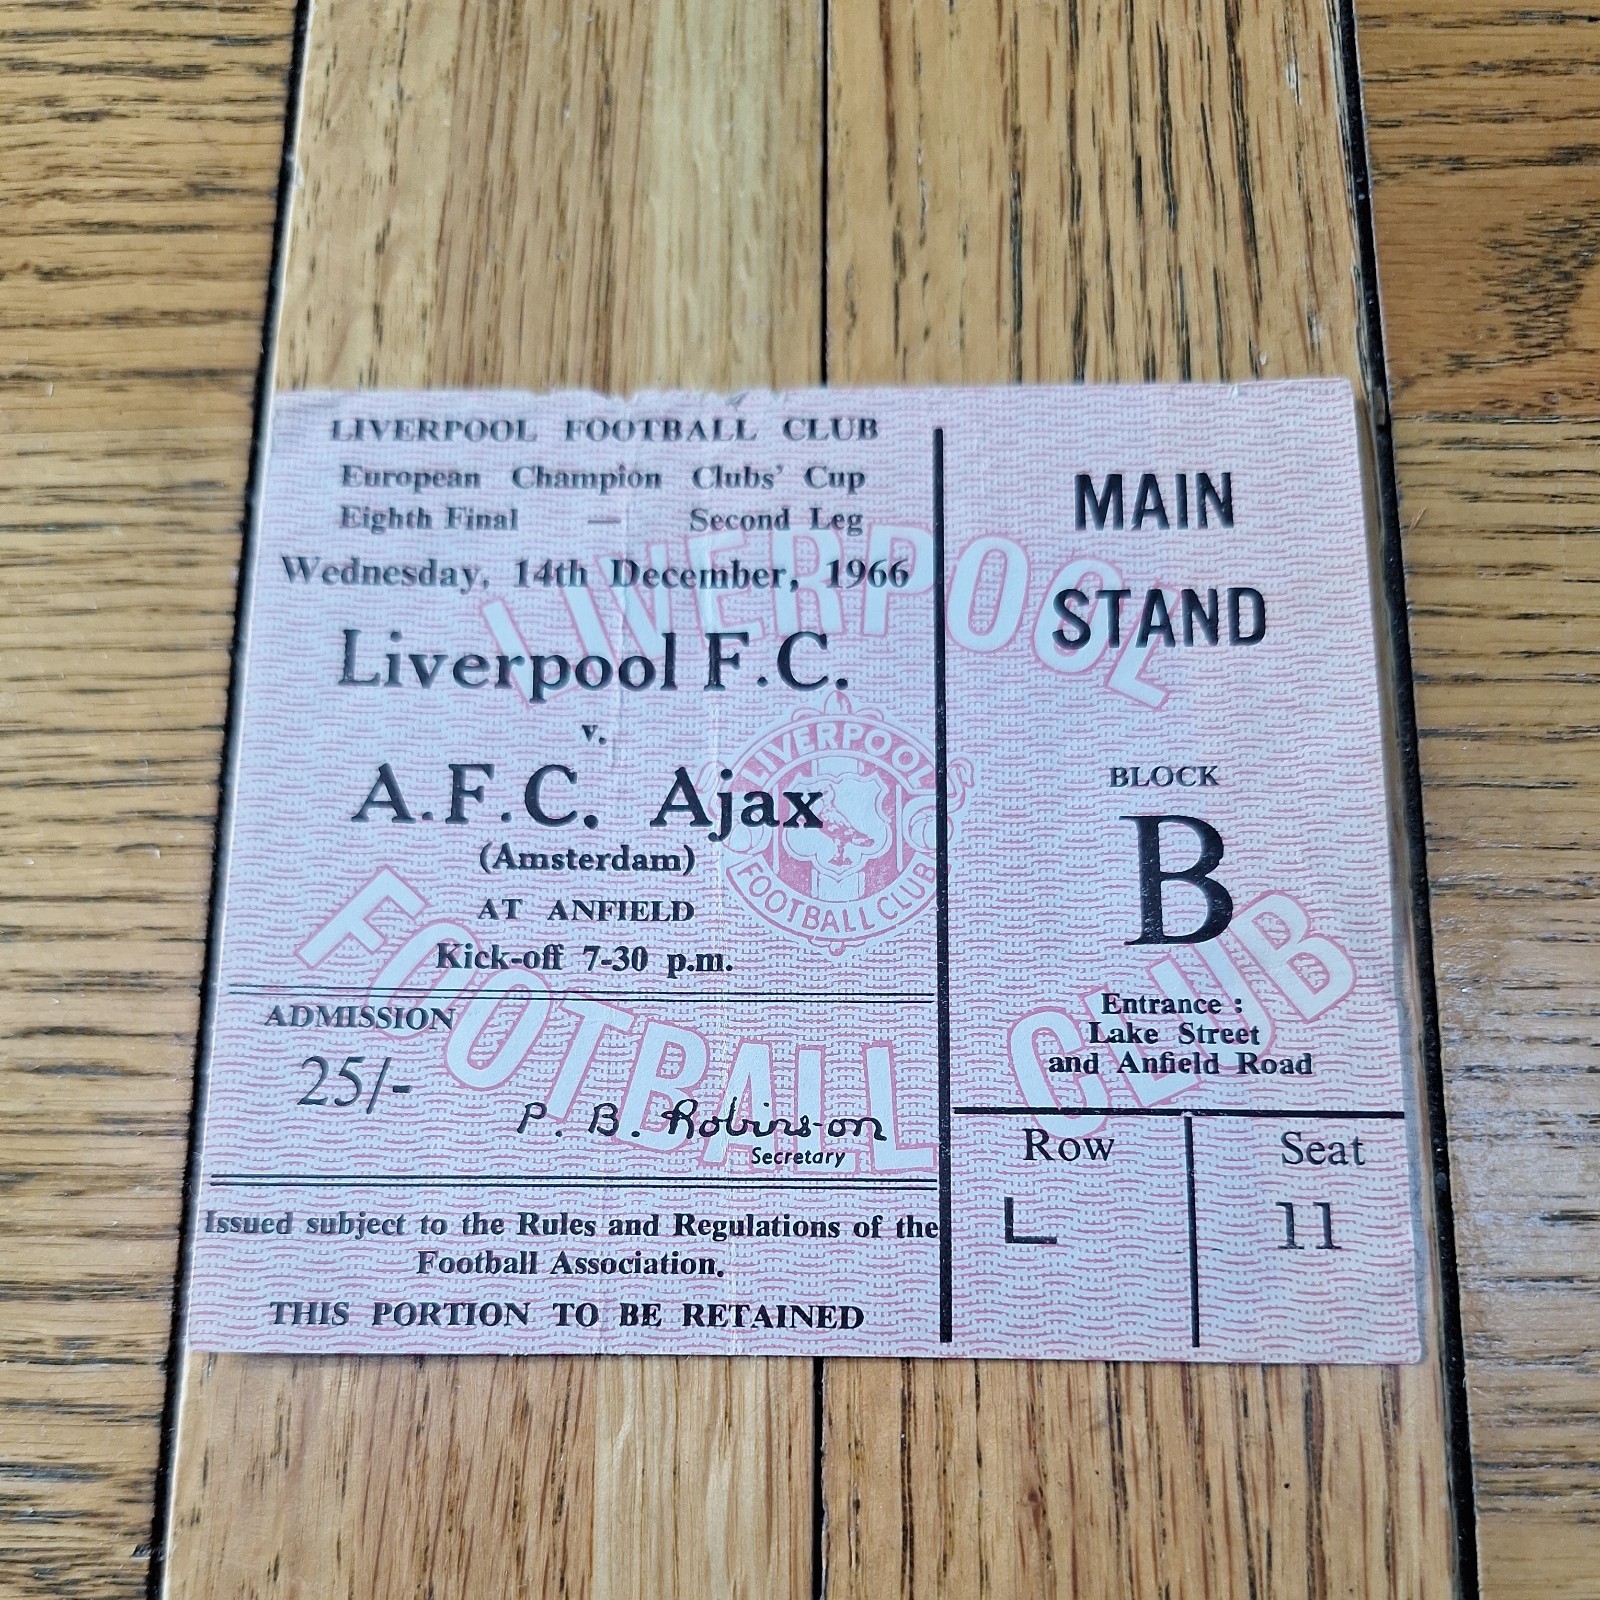 LIVERPOOL FOOTBALL CLUB
European Champion Clubs' Cup
Eighth Final — Second Leg
Wednesday, 14th December, 1966
Liverpool F.C.
v.
A.F.C. Ajax
(Amsterdam)
AT ANFIELD
Kick-off 7-30 p.m.
ADMISSION
25/-
P. B. Robinson
Secretary
Issued subject to the Rules and Regulations of the
Football Association.
THIS PORTION TO BE RETAINED
MAIN
STAND
BLOCK
B
Entrance :
Lake Street
and Anfield Road
Row
L
Seat
11
LIVERPOOL
FOOTBALL CLUB
LIVERPOOL
FOOTBALL CLUB